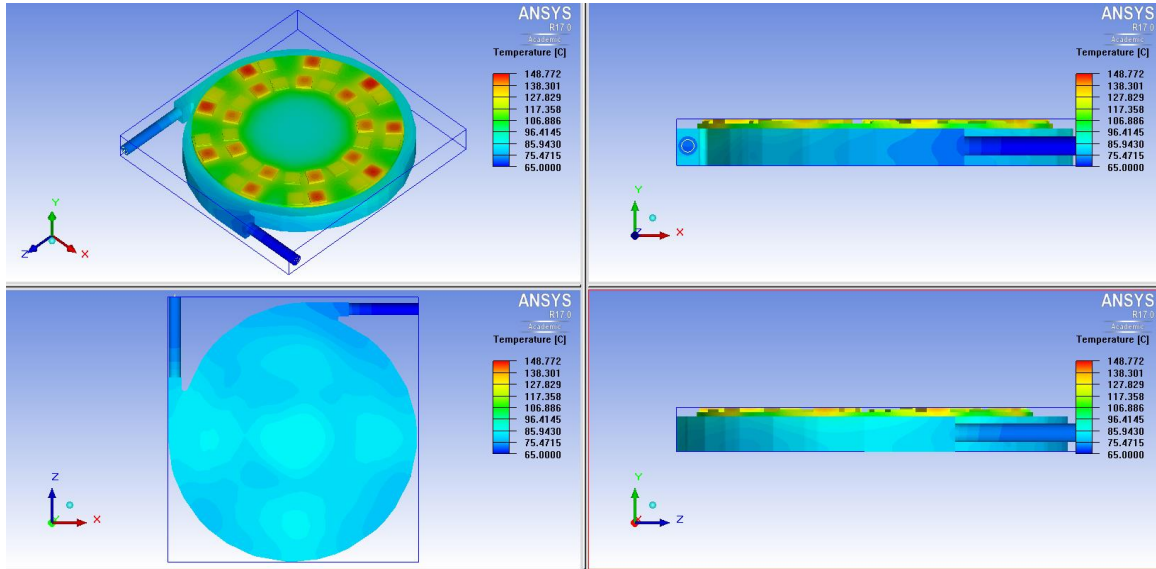 ANSYS
R17.0
Academic
Temperature [C]
148.772
138.301
127.829
117.358
106.886
96.4145
85.9430
75.4715
65.0000
Y
Z
X
ANSYS
R17.0
Academic
Temperature [C]
148.772
138.301
127.829
117.358
106.886
96.4145
85.9430
75.4715
65.0000
Y
Z
X
ANSYS
R17.0
Academic
Temperature [C]
148.772
138.301
127.829
117.358
106.886
96.4145
85.9430
75.4715
65.0000
Z
Y
X
ANSYS
R17.0
Academic
Temperature [C]
148.772
138.301
127.829
117.358
106.886
96.4145
85.9430
75.4715
65.0000
Y
X
Z